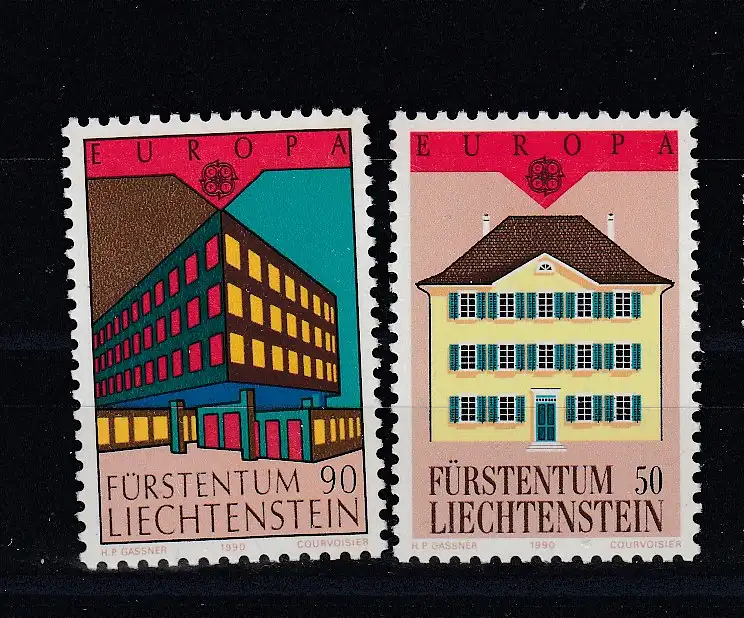 EUROPA
FÜRSTENTUM 90
LIECHTENSTEIN
H.P. GASSNER 1990 COURVOISIER
EUROPA
FÜRSTENTUM 50
LIECHTENSTEIN
H.P. GASSNER 1990 COURVOISIER